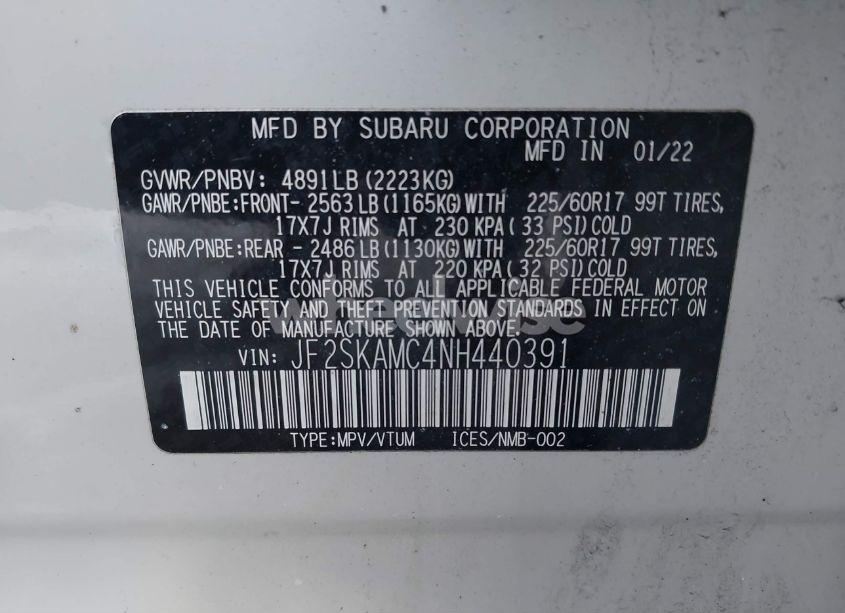 MFD BY SUBARU CORPORATION
MFD IN 01/22
GVWR/PNBV: 4891LB(2223KG)
GAWR/PNBE:FRONT- 2563LB(1165KG)WITH 225/60R17 99T TIRES,
17X7J RIMS AT 230 KPA(33 PSI)COLD
GAWR/PNBE:REAR - 2486LB(1130KG)WITH 225/60R17 99T TIRES,
17X7J RIMS AT 220 KPA(32 PSI)COLD
THIS VEHICLE CONFORMS TO ALL APPLICABLE FEDERAL MOTOR
VEHICLE SAFETY AND THEFT PREVENTION STANDARDS IN EFFECT ON
THE DATE OF MANUFACTURE SHOWN ABOVE.
VIN: JF2SKAMC4NH440391
TYPE:MPV/VTUM ICES/NMB-002